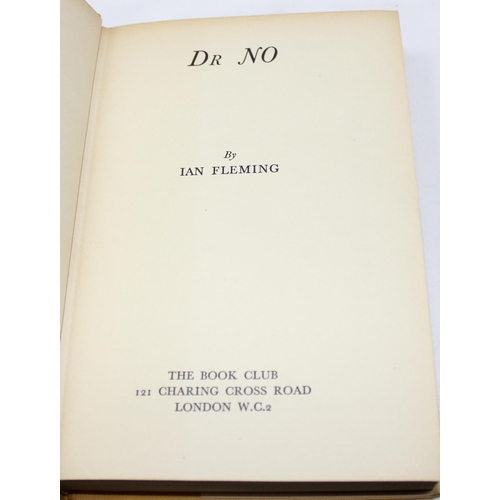 DR NO
By
IAN FLEMING
THE BOOK CLUB
121 CHARING CROSS ROAD
LONDON W.C.2